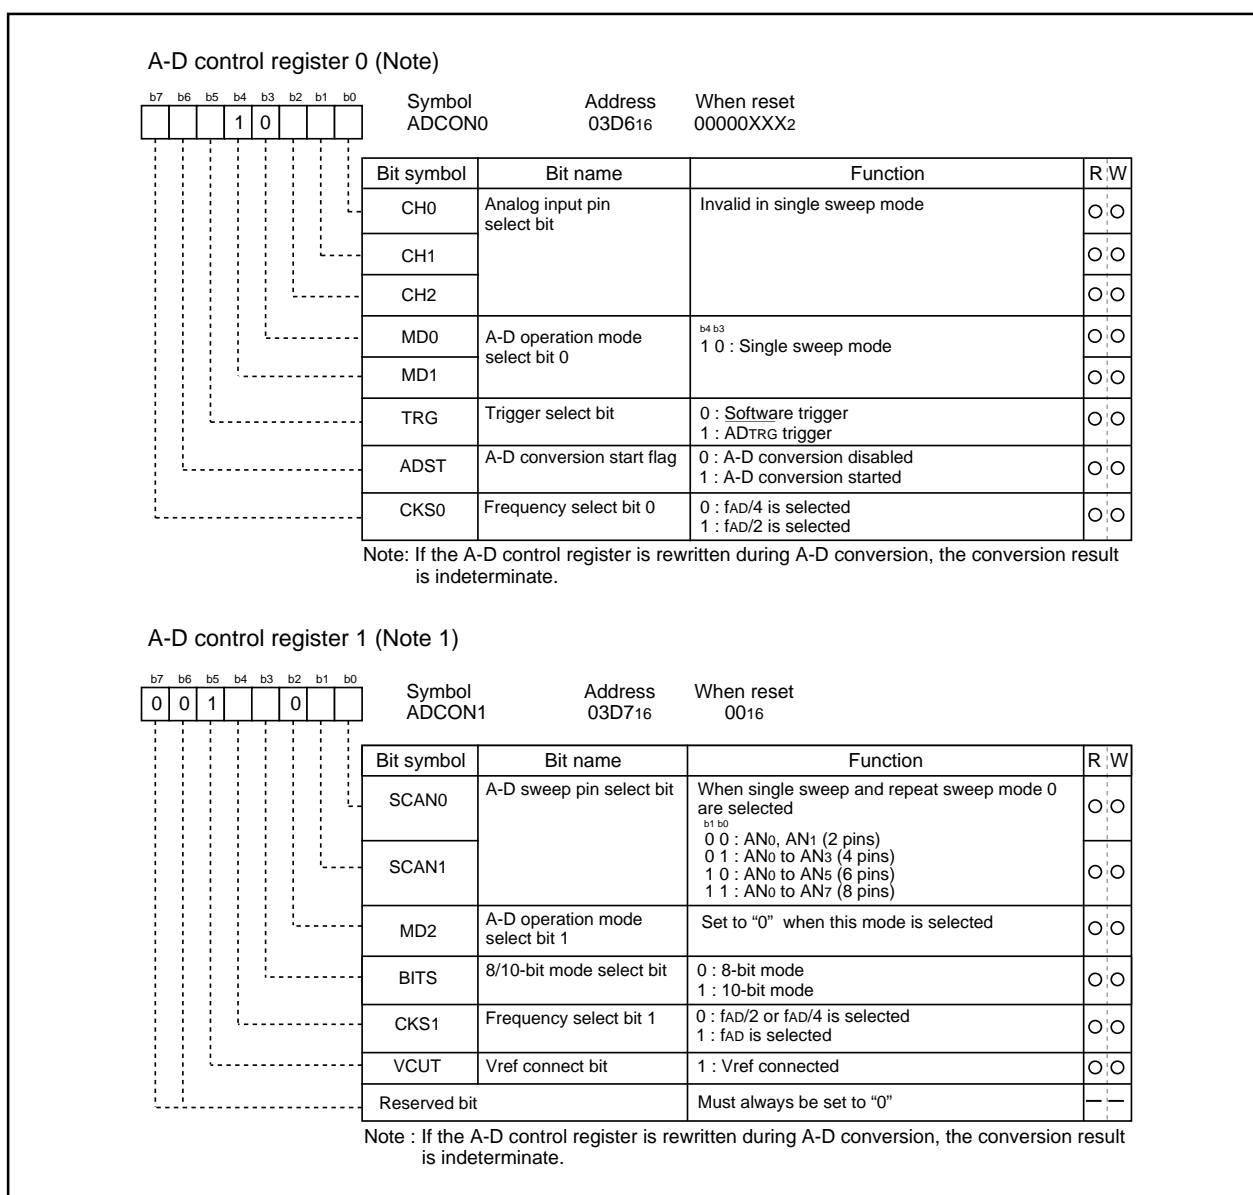 A-D control register 0 (Note)
b7 b6 b5 b4 b3 b2 b1 b0
Symbol Address When reset
1 0 ADCON0 03D616 00000XXX2
Bit symbol Bit name Function R W
CH0 Analog input pin Invalid in single sweep mode
select bit
CH1
CH2
b4 b3
MD0 A-D operation mode 1 0 : Single sweep mode
select bit 0
MD1
TRG Trigger select bit 0 : Software trigger
1 : ADTRG trigger
ADST A-D conversion start flag 0 : A-D conversion disabled
1 : A-D conversion started
CKS0 Frequency select bit 0 0 : fAD/4 is selected
1 : fAD/2 is selected
Note: If the A-D control register is rewritten during A-D conversion, the conversion result
is indeterminate.
A-D control register 1 (Note 1)
b7 b6 b5 b4 b3 b2 b1 b0
Symbol Address When reset
0 0 1 0 ADCON1 03D716 0016
Bit symbol Bit name Function R W
SCAN0 A-D sweep pin select bit When single sweep and repeat sweep mode 0
are selected
b1 b0
0 0 : AN0, AN1 (2 pins)
0 1 : AN0 to AN3 (4 pins)
SCAN1 1 0 : AN0 to AN5 (6 pins)
1 1 : AN0 to AN7 (8 pins)
MD2 A-D operation mode Set to “0” when this mode is selected
select bit 1
BITS 8/10-bit mode select bit 0 : 8-bit mode
1 : 10-bit mode
CKS1 Frequency select bit 1 0 : fAD/2 or fAD/4 is selected
1 : fAD is selected
VCUT Vref connect bit 1 : Vref connected
Reserved bit Must always be set to “0”
Note : If the A-D control register is rewritten during A-D conversion, the conversion result
is indeterminate.